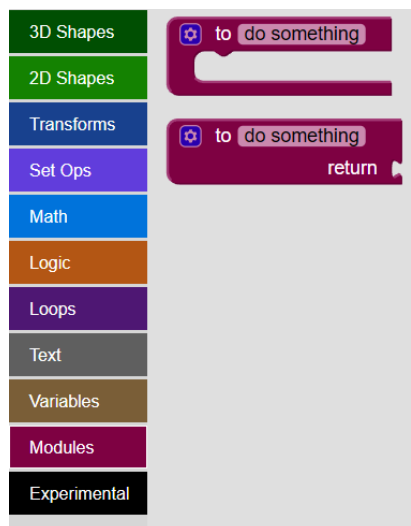 3D Shapes
2D Shapes
Transforms
Set Ops
Math
Logic
Loops
Text
Variables
Modules
Experimental
to do something
to do something
return